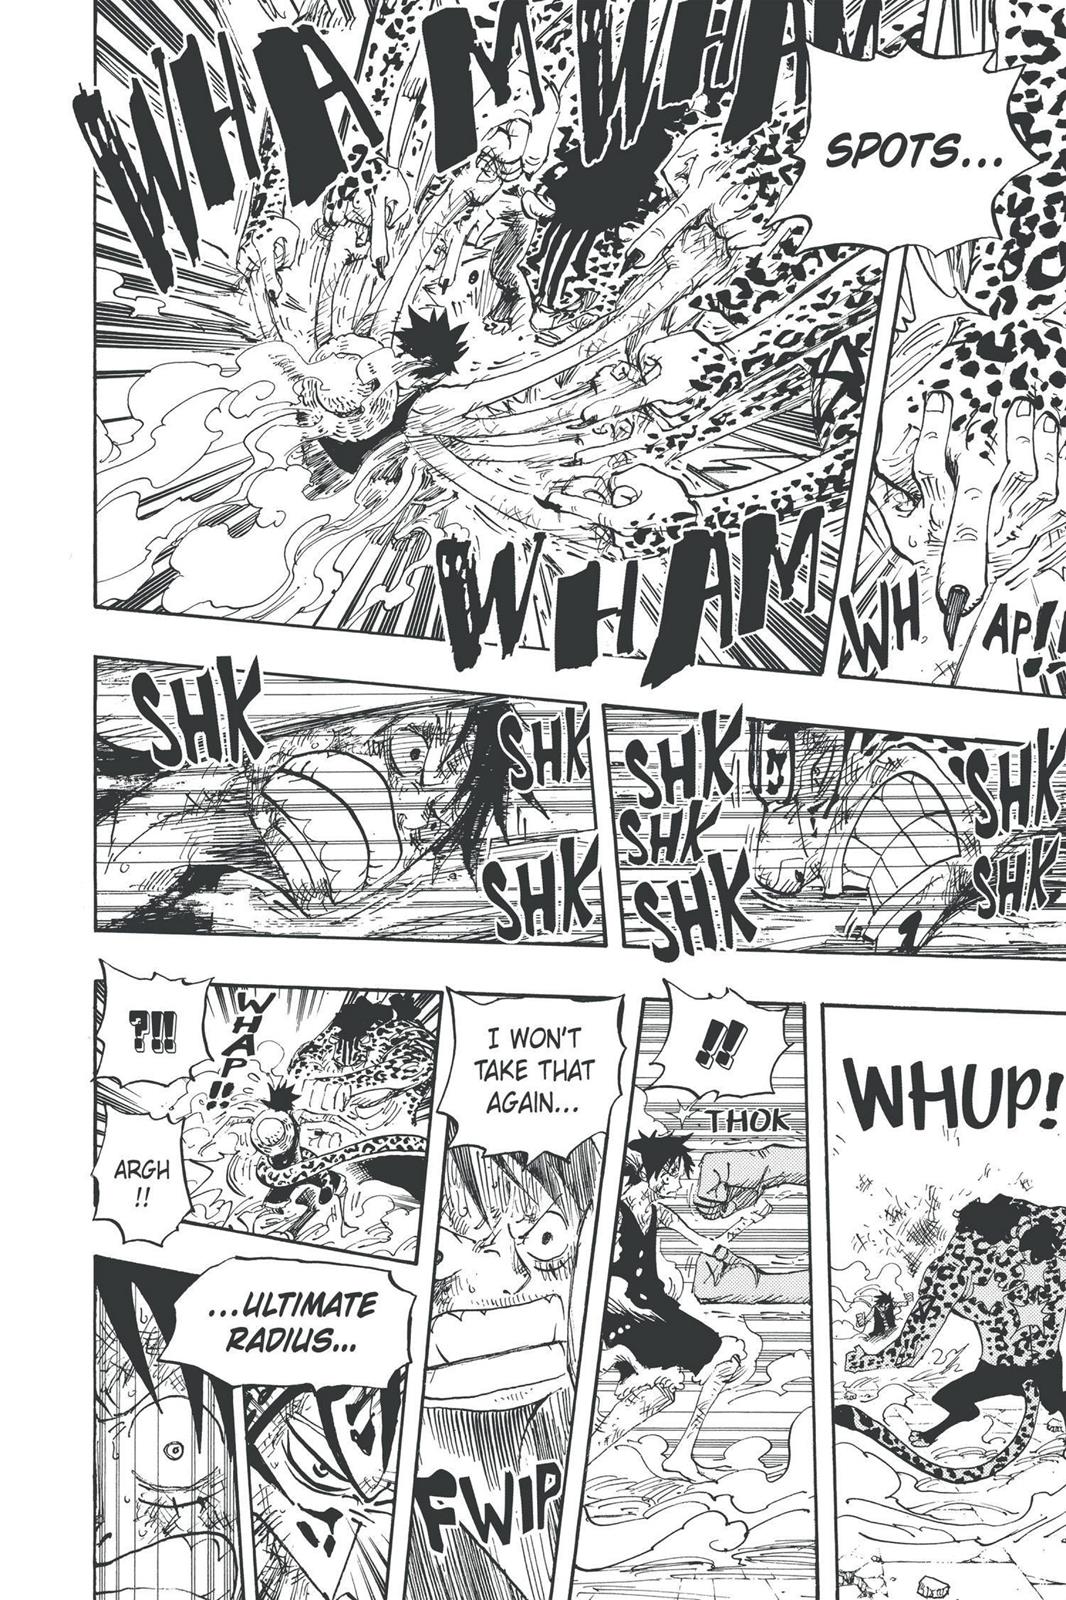 SPOTS...
WHAP!!
WHAM WHAM
WHAM
SHK
SHK
SHK
SHK
SHK
SHK
SHK
SHK
WHUP!
!!
THOK
I WON'T
TAKE THAT
AGAIN...
FWIP
WHAP!!
?!!
ARGH
!!
...ULTIMATE
RADIUS...